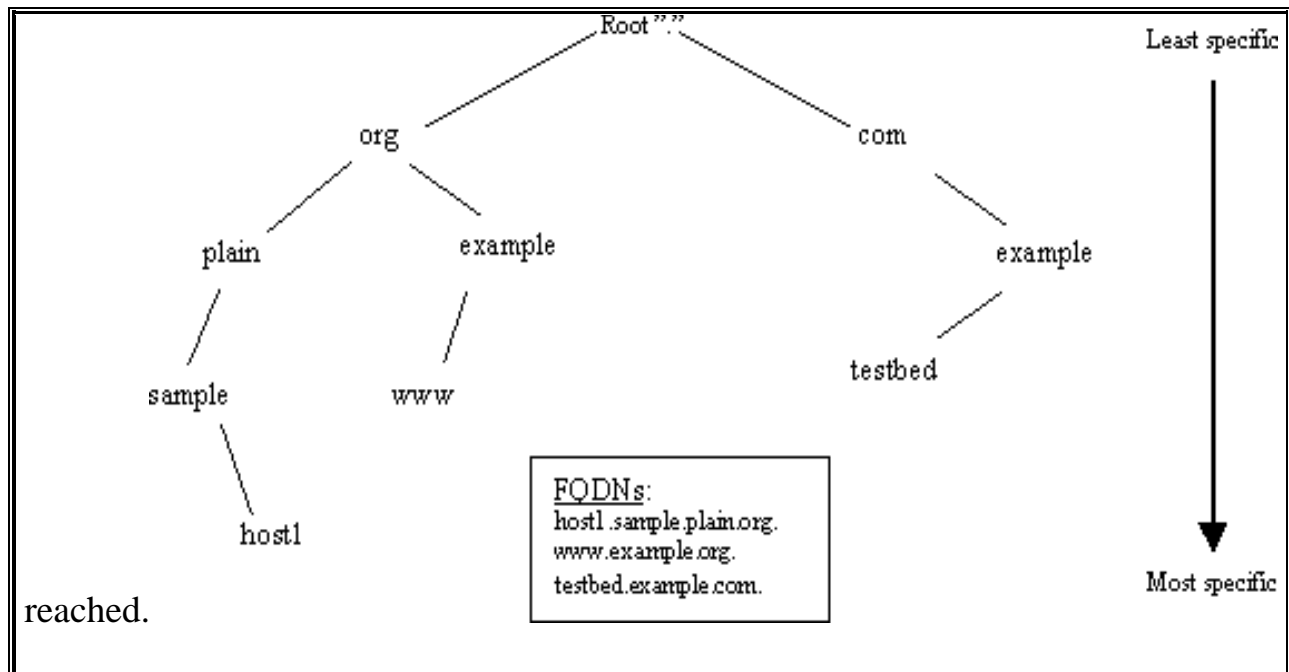 Root"."
Least specific
org
com
plain
example
example
testbed
sample
www
FQDNs:
host1.sample.plain.org.
www.example.org.
testbed.example.com.
host1
Most specific
reached.